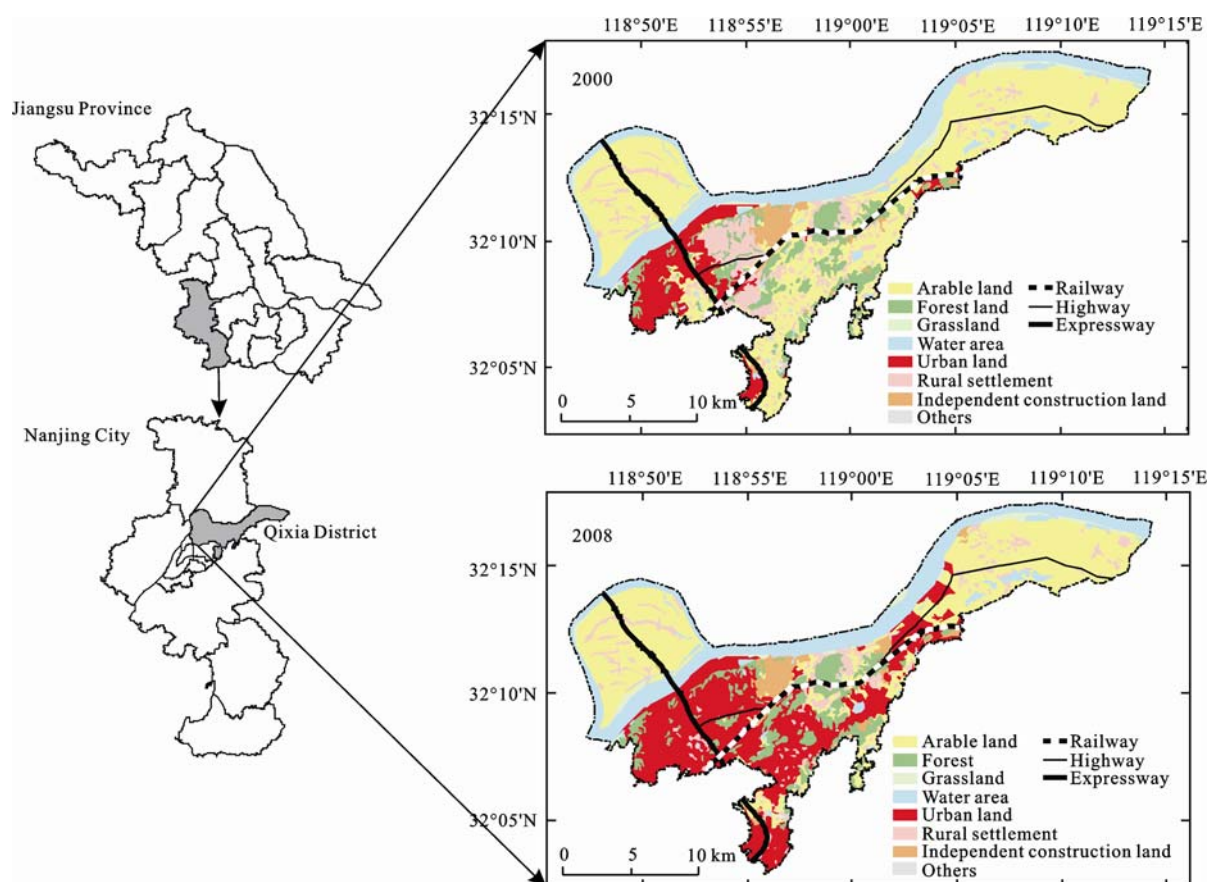 Jiangsu Province
Nanjing City
Qixia District
118°50'E 118°55'E 119°00'E 119°05'E 119°10'E 119°15'E
2000
32°15'N
32°10'N
32°05'N
Arable land
Forest land
Grassland
Water area
Urban land
Rural settlement
Independent construction land
Others
Railway
Highway
Expressway
0 5 10 km
118°50'E 118°55'E 119°00'E 119°05'E 119°10'E 119°15'E
2008
32°15'N
32°10'N
32°05'N
Arable land
Forest
Grassland
Water area
Urban land
Rural settlement
Independent construction land
Others
Railway
Highway
Expressway
0 5 10 km